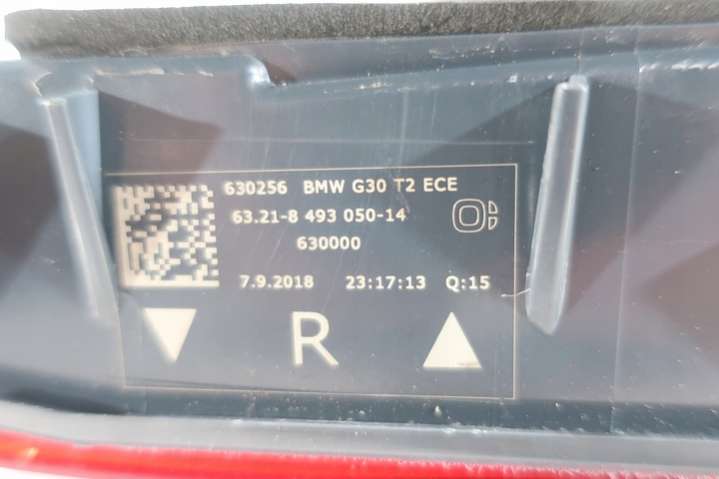 630256 BMW G30 T2 ECE
63.21-8 493 050-14
630000
7.9.2018 23:17:13 Q:15
R